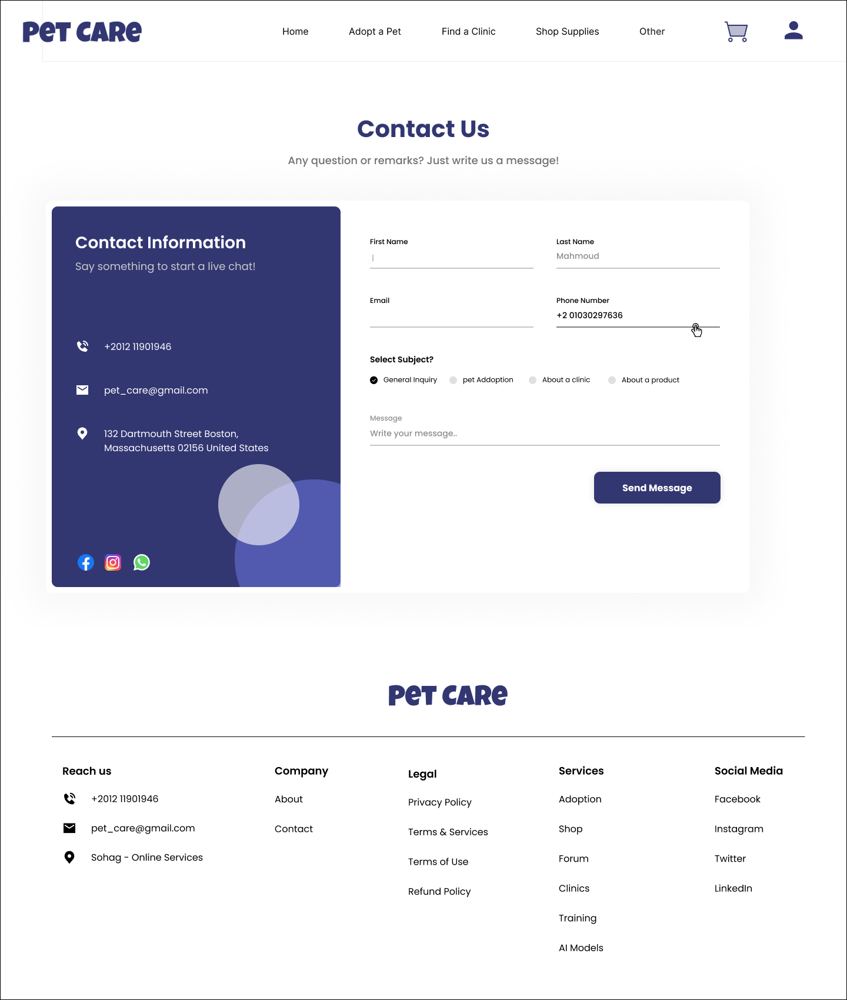 Pet Care
Home
Adopt a Pet
Find a Clinic
Shop Supplies
Other
Contact Us
Any question or remarks? Just write us a message!
Contact Information
Say something to start a live chat!
+2012 11901946
pet_care@gmail.com
132 Dartmouth Street Boston,
Massachusetts 02156 United States
First Name
Last Name
Mahmoud
Email
Phone Number
+2 01030297636
Select Subject?
General Inquiry
pet Addoption
About a clinic
About a product
Message
Write your message..
Send Message
Pet Care
Reach us
+2012 11901946
pet_care@gmail.com
Sohag - Online Services
Company
About
Contact
Legal
Privacy Policy
Terms & Services
Terms of Use
Refund Policy
Services
Adoption
Shop
Forum
Clinics
Training
AI Models
Social Media
Facebook
Instagram
Twitter
LinkedIn